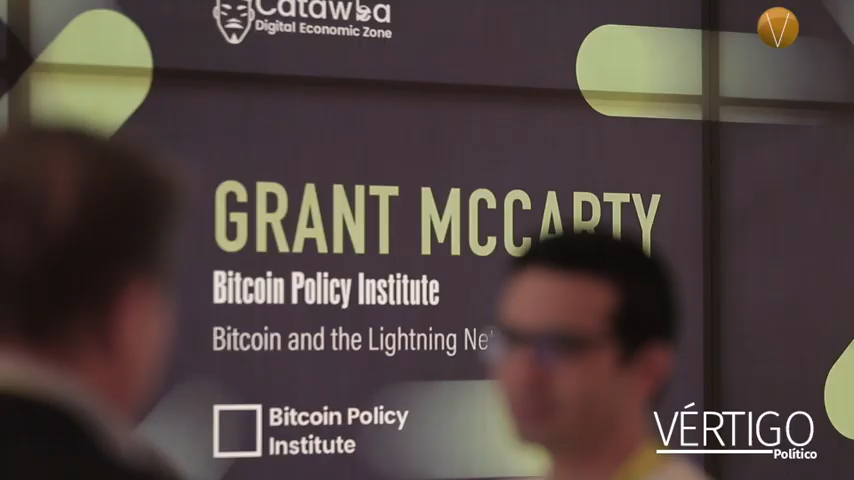 Catawba
Digital Economic Zone
V
GRANT MCCARTY
Bitcoin Policy Institute
Bitcoin and the Lightning
Bitcoin Policy
Institute
VÉRTIGO
Político